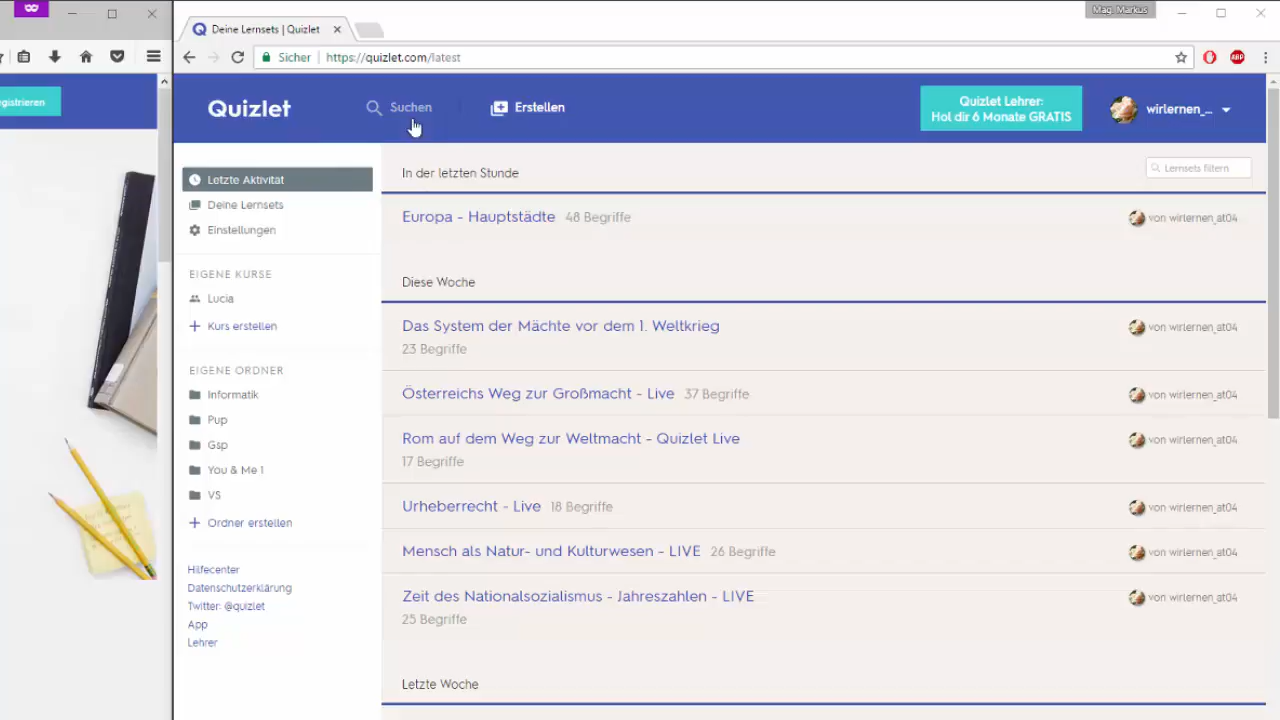 Mag. Markus
Deine Lernsets | Quizlet
Sicher
https://quizlet.com/latest
ABP
egistrieren
Quizlet
Suchen
Erstellen
Quizlet Lehrer:
Hol dir 6 Monate GRATIS
wirlernen_...
Letzte Aktivität
Deine Lernsets
Einstellungen
EIGENE KURSE
Lucia
+ Kurs erstellen
EIGENE ORDNER
Informatik
Pup
Gsp
You & Me 1
VS
+ Ordner erstellen
Hilfecenter
Datenschutzerklärung
Twitter: @quizlet
App
Lehrer
In der letzten Stunde
Lernsets filtern
Europa - Hauptstädte 48 Begriffe
von wirlernen_at04
Diese Woche
Das System der Mächte vor dem 1. Weltkrieg
23 Begriffe
von wirlernen_at04
Österreichs Weg zur Großmacht - Live 37 Begriffe
von wirlernen_at04
Rom auf dem Weg zur Weltmacht - Quizlet Live
17 Begriffe
von wirlernen_at04
Urheberrecht - Live 18 Begriffe
von wirlernen_at04
Mensch als Natur- und Kulturwesen - LIVE 26 Begriffe
von wirlernen_at04
Zeit des Nationalsozialismus - Jahreszahlen - LIVE
25 Begriffe
von wirlernen_at04
Letzte Woche